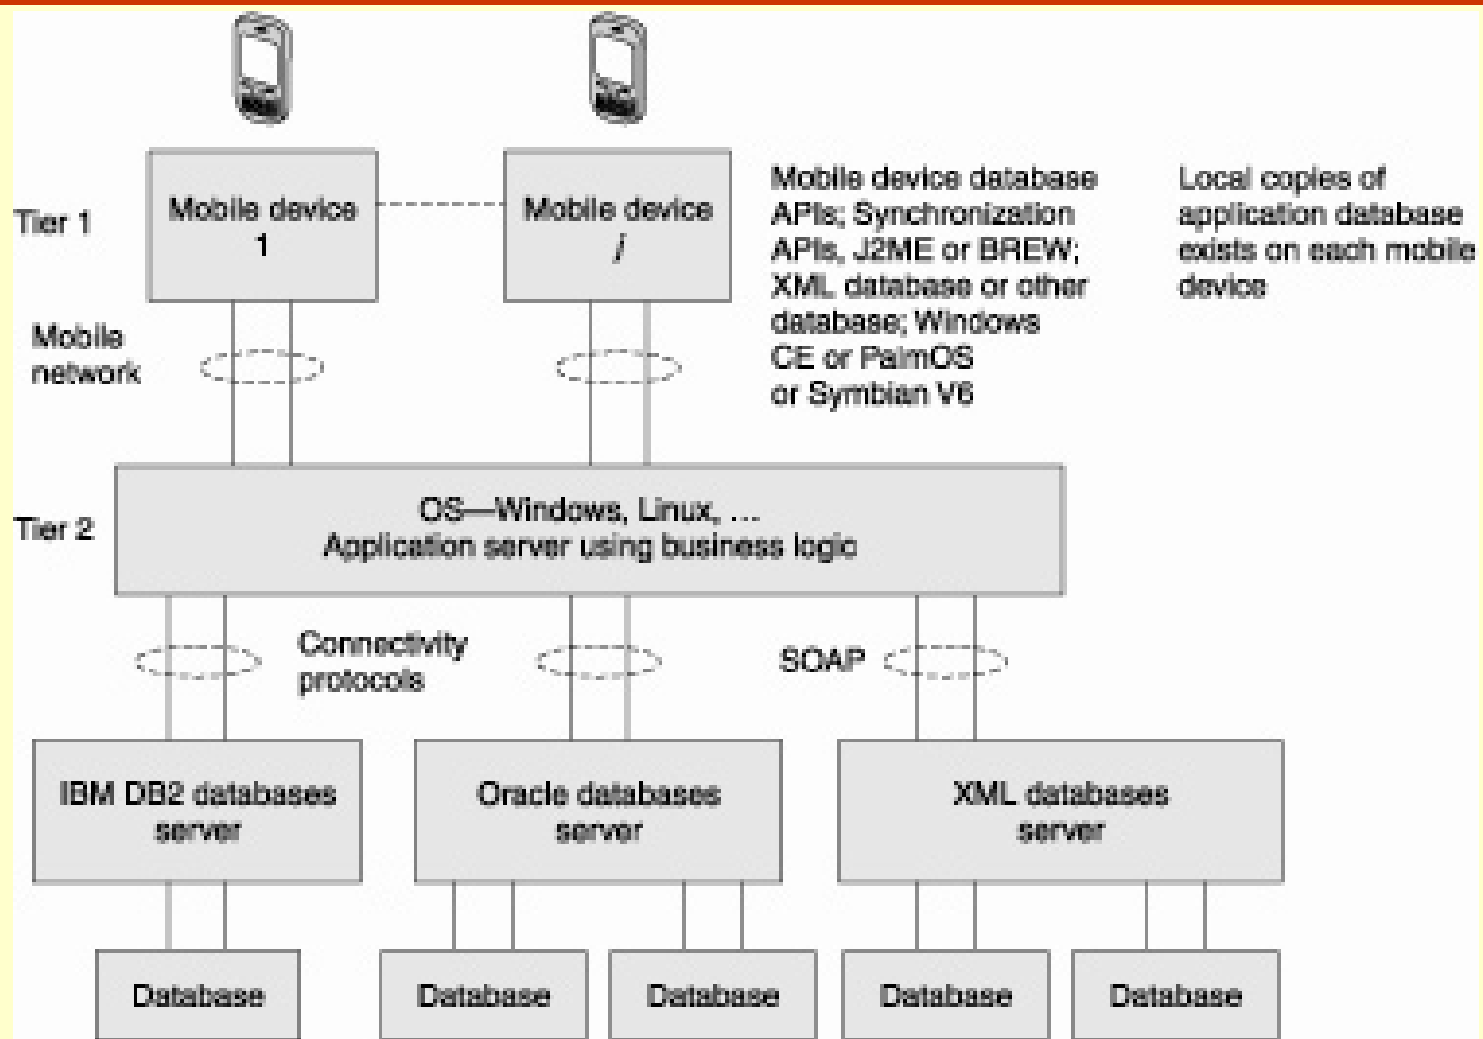 Tier 1
Mobile device
1
Mobile device
j
Mobile device database
APIs; Synchronization
APIs, J2ME or BREW;
XML database or other
database; Windows
CE or PalmOS
or Symbian V6
Local copies of
application database
exists on each mobile
device
Mobile
network
Tier 2
OS—Windows, Linux, ...
Application server using business logic
Connectivity
protocols
SOAP
IBM DB2 databases
server
Oracle databases
server
XML databases
server
Database
Database
Database
Database
Database